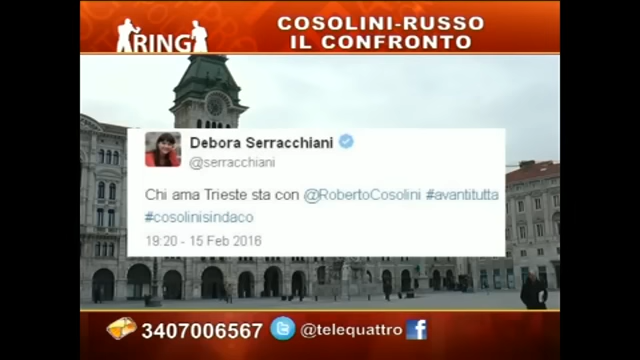 RING
COSOLINI-RUSSO
IL CONFRONTO
Debora Serracchiani
@serracchiani
Chi ama Trieste sta con @RobertoCosolini #avantitutta
#cosolinisindaco
19:20 - 15 Feb 2016
3407006567 @telequattro f